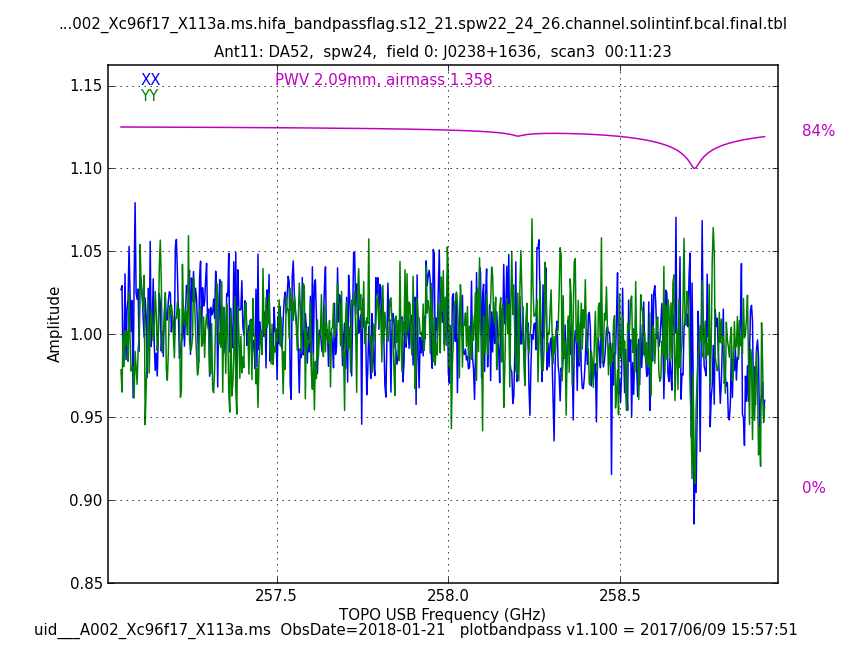 ...002_Xc96f17_X113a.ms.hifa_bandpassflag.s12_21.spw22_24_26.channel.solintinf.bcal.final.tbl
Ant11: DA52, spw24, field 0: J0238+1636, scan3 00:11:23
XX
PWV 2.09mm, airmass 1.358
YY
84%
0%
1.15
1.10
1.05
1.00
0.95
0.90
0.85
Amplitude
257.5 258.0 258.5
TOPO USB Frequency (GHz)
uid___A002_Xc96f17_X113a.ms ObsDate=2018-01-21 plotbandpass v1.100 = 2017/06/09 15:57:51